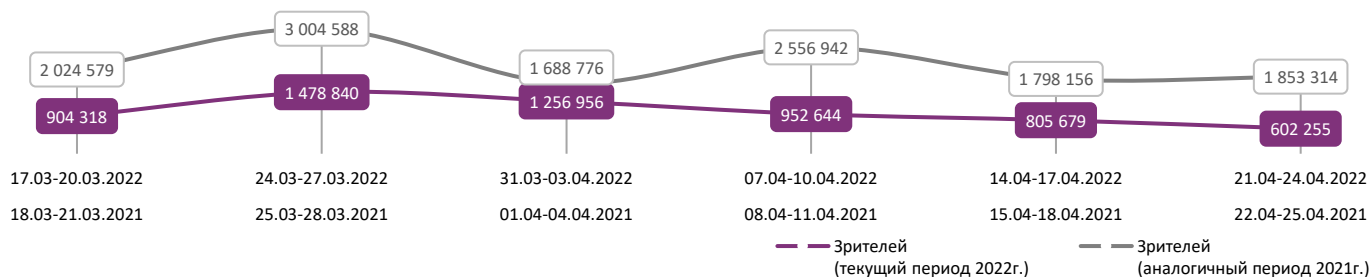 3 004 588
2 556 942
2 024 579
1 688 776
1 798 156
1 853 314
904 318
1 478 840
1 256 956
952 644
805 679
602 255
17.03-20.03.2022 24.03-27.03.2022 31.03-03.04.2022 07.04-10.04.2022 14.04-17.04.2022 21.04-24.04.2022
18.03-21.03.2021 25.03-28.03.2021 01.04-04.04.2021 08.04-11.04.2021 15.04-18.04.2021 22.04-25.04.2021
Зрителей
(текущий период 2022г.)
Зрителей
(аналогичный период 2021г.)